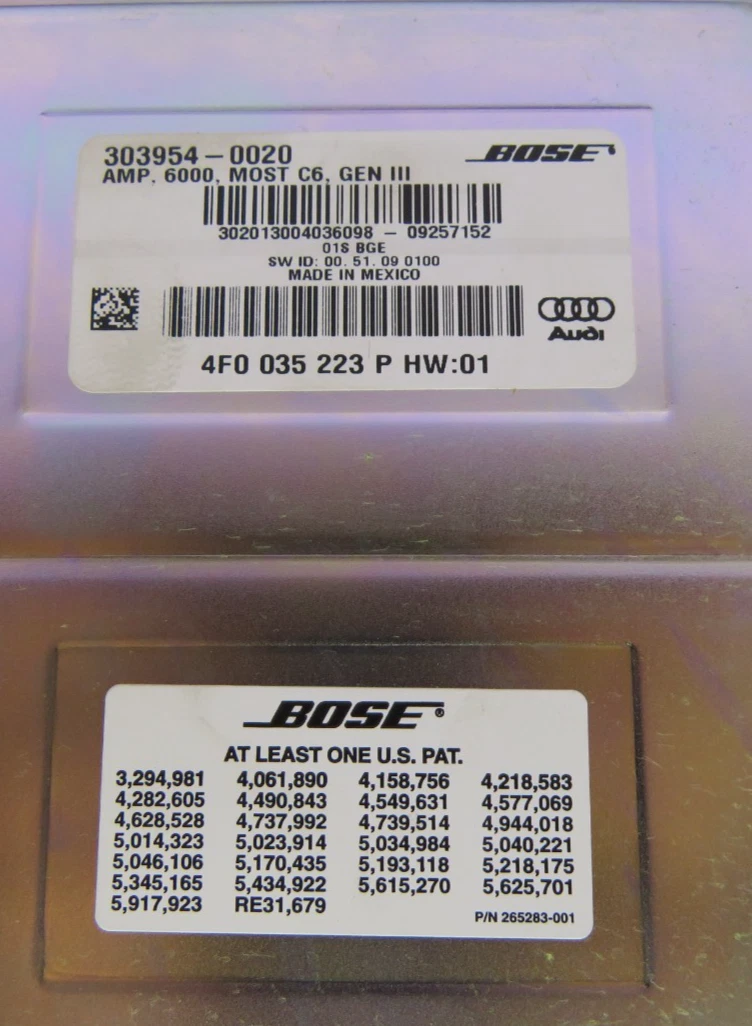 303954-0020 BOSE
AMP, 6000, MOST C6, GEN III
302013004036098 - 09257152
01S BGE
SW ID: 00. 51. 09 0100
MADE IN MEXICO
Audi
4F0 035 223 P HW:01
BOSE®
AT LEAST ONE U.S. PAT.
3,294,981 4,061,890 4,158,756 4,218,583
4,282,605 4,490,843 4,549,631 4,577,069
4,628,528 4,737,992 4,739,514 4,944,018
5,014,323 5,023,914 5,034,984 5,040,221
5,046,106 5,170,435 5,193,118 5,218,175
5,345,165 5,434,922 5,615,270 5,625,701
5,917,923 RE31,679
P/N 265283-001